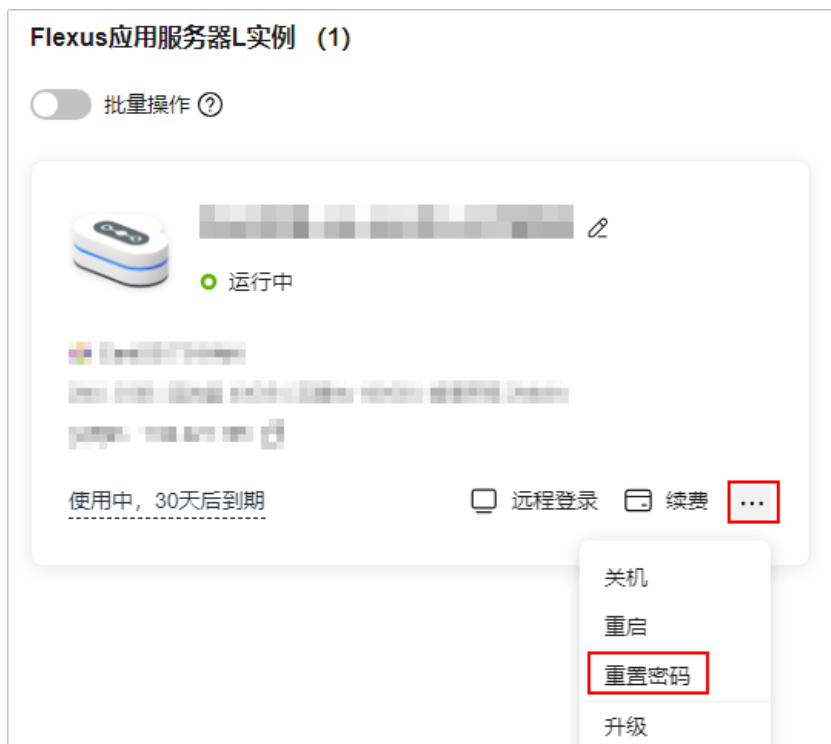 Flexus应用服务器L实例 (1)
批量操作 ?
运行中
使用中，30天后到期 远程登录 续费 ...
关机
重启
重置密码
升级